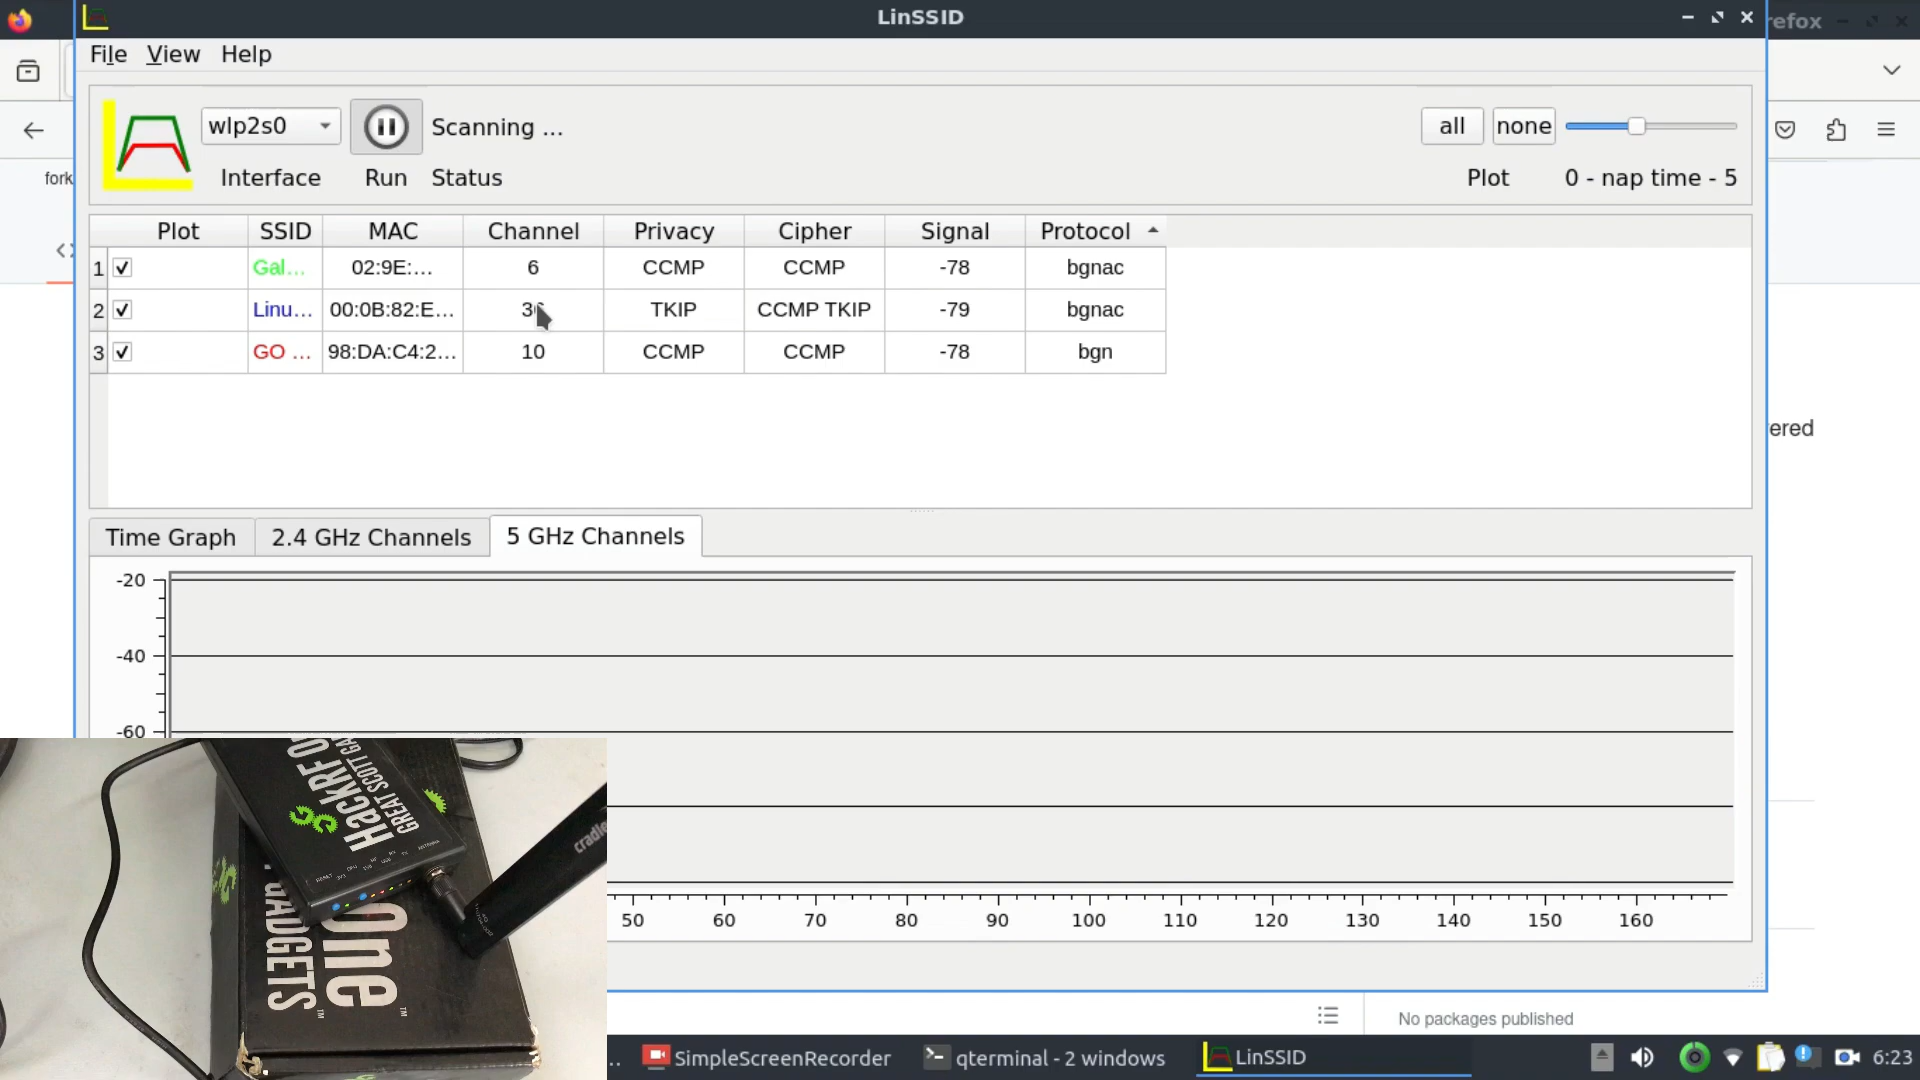 LinSSID
refox
File View Help
wlp2s0
Scanning ...
all
none
fork
Interface
Run
Status
Plot
0 - nap time - 5
Plot SSID MAC Channel Privacy Cipher Signal Protocol
1 Gal... 02:9E:... 6 CCMP CCMP -78 bgnac
2 Linu... 00:0B:82:E... TKIP CCMP TKIP -79 bgnac
3 GO ... 98:DA:C4:2... 10 CCMP CCMP -78 bgn
ered
Time Graph
2.4 GHz Channels
5 GHz Channels
-20
-40
-60
50 60 70 80 90 100 110 120 130 140 150 160
HackRF
GREAT SCOTT GA
cradle
One
GADGETS
No packages published
SimpleScreenRecorder
qterminal - 2 windows
LinSSID
6:23